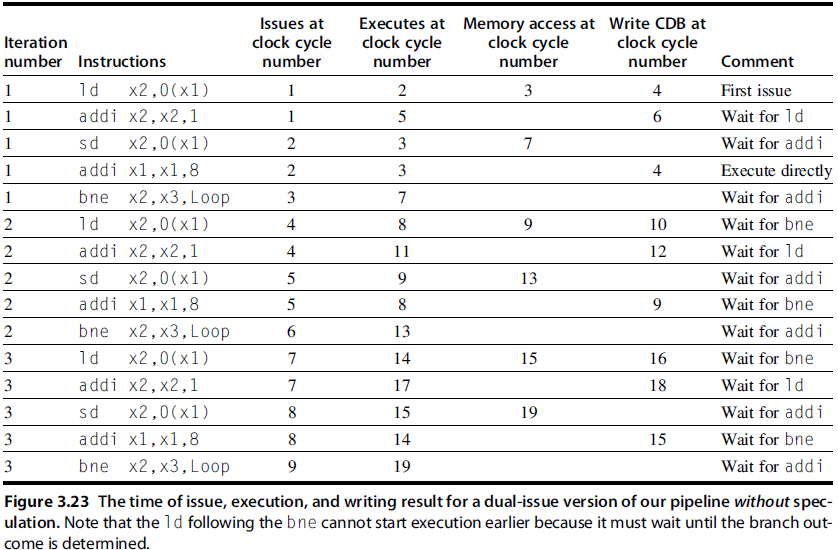 Issues at Executes at Memory access at Write CDB at
Iteration clock cycle clock cycle clock cycle clock cycle
number Instructions number number number number Comment
1 ld x2,0(x1) 1 2 3 4 First issue
1 addi x2,x2,1 1 5 6 Wait for ld
1 sd x2,0(x1) 2 3 7 Wait for addi
1 addi x1,x1,8 2 3 4 Execute directly
1 bne x2,x3,Loop 3 7 Wait for addi
2 ld x2,0(x1) 4 8 9 10 Wait for bne
2 addi x2,x2,1 4 11 12 Wait for ld
2 sd x2,0(x1) 5 9 13 Wait for addi
2 addi x1,x1,8 5 8 9 Wait for bne
2 bne x2,x3,Loop 6 13 Wait for addi
3 ld x2,0(x1) 7 14 15 16 Wait for bne
3 addi x2,x2,1 7 17 18 Wait for ld
3 sd x2,0(x1) 8 15 19 Wait for addi
3 addi x1,x1,8 8 14 15 Wait for bne
3 bne x2,x3,Loop 9 19 Wait for addi
Figure 3.23 The time of issue, execution, and writing result for a dual-issue version of our pipeline without spec-
ulation. Note that the ld following the bne cannot start execution earlier because it must wait until the branch out-
come is determined.